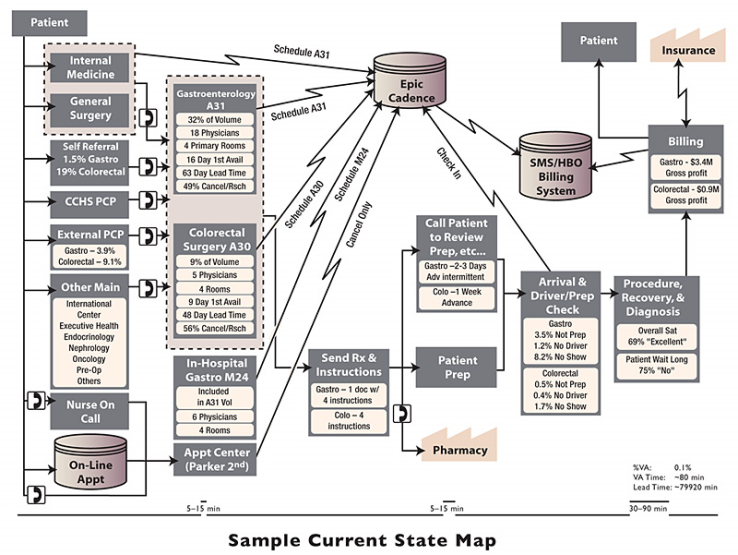 Patient
Internal
Medicine
General
Surgery
Self Referral
1.5% Gastro
19% Colorectal
CCHS PCP
External PCP
Gastro – 3.9%
Colorectal – 9.1%
Other Main
International
Center
Executive Health
Endocrinology
Nephrology
Oncology
Pre-Op
Others
Nurse On
Call
On-Line
Appt
Gastroenterology
A31
32% of Volume
18 Physicians
4 Primary Rooms
16 Day 1st Avail
63 Day Lead Time
49% Cancel/Rsch
Colorectal
Surgery A30
9% of Volume
5 Physicians
4 Rooms
9 Day 1st Avail
48 Day Lead Time
56% Cancel/Rsch
In-Hospital
Gastro M24
Included
in A31 Vol
6 Physicians
4 Rooms
Appt Center
(Parker 2nd)
Schedule A31
Schedule A31
Schedule A30
Schedule M24
Cancel Only
Epic
Cadence
Check In
SMS/HBO
Billing
System
Patient
Insurance
Billing
Gastro - $3.4M
Gross profit
Colorectal - $0.9M
Gross profit
Send Rx &
Instructions
Gastro – 1 doc w/
4 instructions
Colo – 4
instructions
Call Patient
to Review
Prep, etc...
Gastro –2-3 Days
Adv intermittent
Colo –1 Week
Advance
Patient
Prep
Pharmacy
Arrival &
Driver/Prep
Check
Gastro
3.5% Not Prep
1.2% No Driver
8.2% No Show
Colorectal
0.5% Not Prep
0.4% No Driver
1.7% No Show
Procedure,
Recovery, &
Diagnosis
Overall Sat
69% "Excellent"
Patient Wait Long
75% "No"
%VA: 0.1%
VA Time: ~80 min
Lead Time: ~79920 min
5–15 min
5–15 min
30–90 min
Sample Current State Map